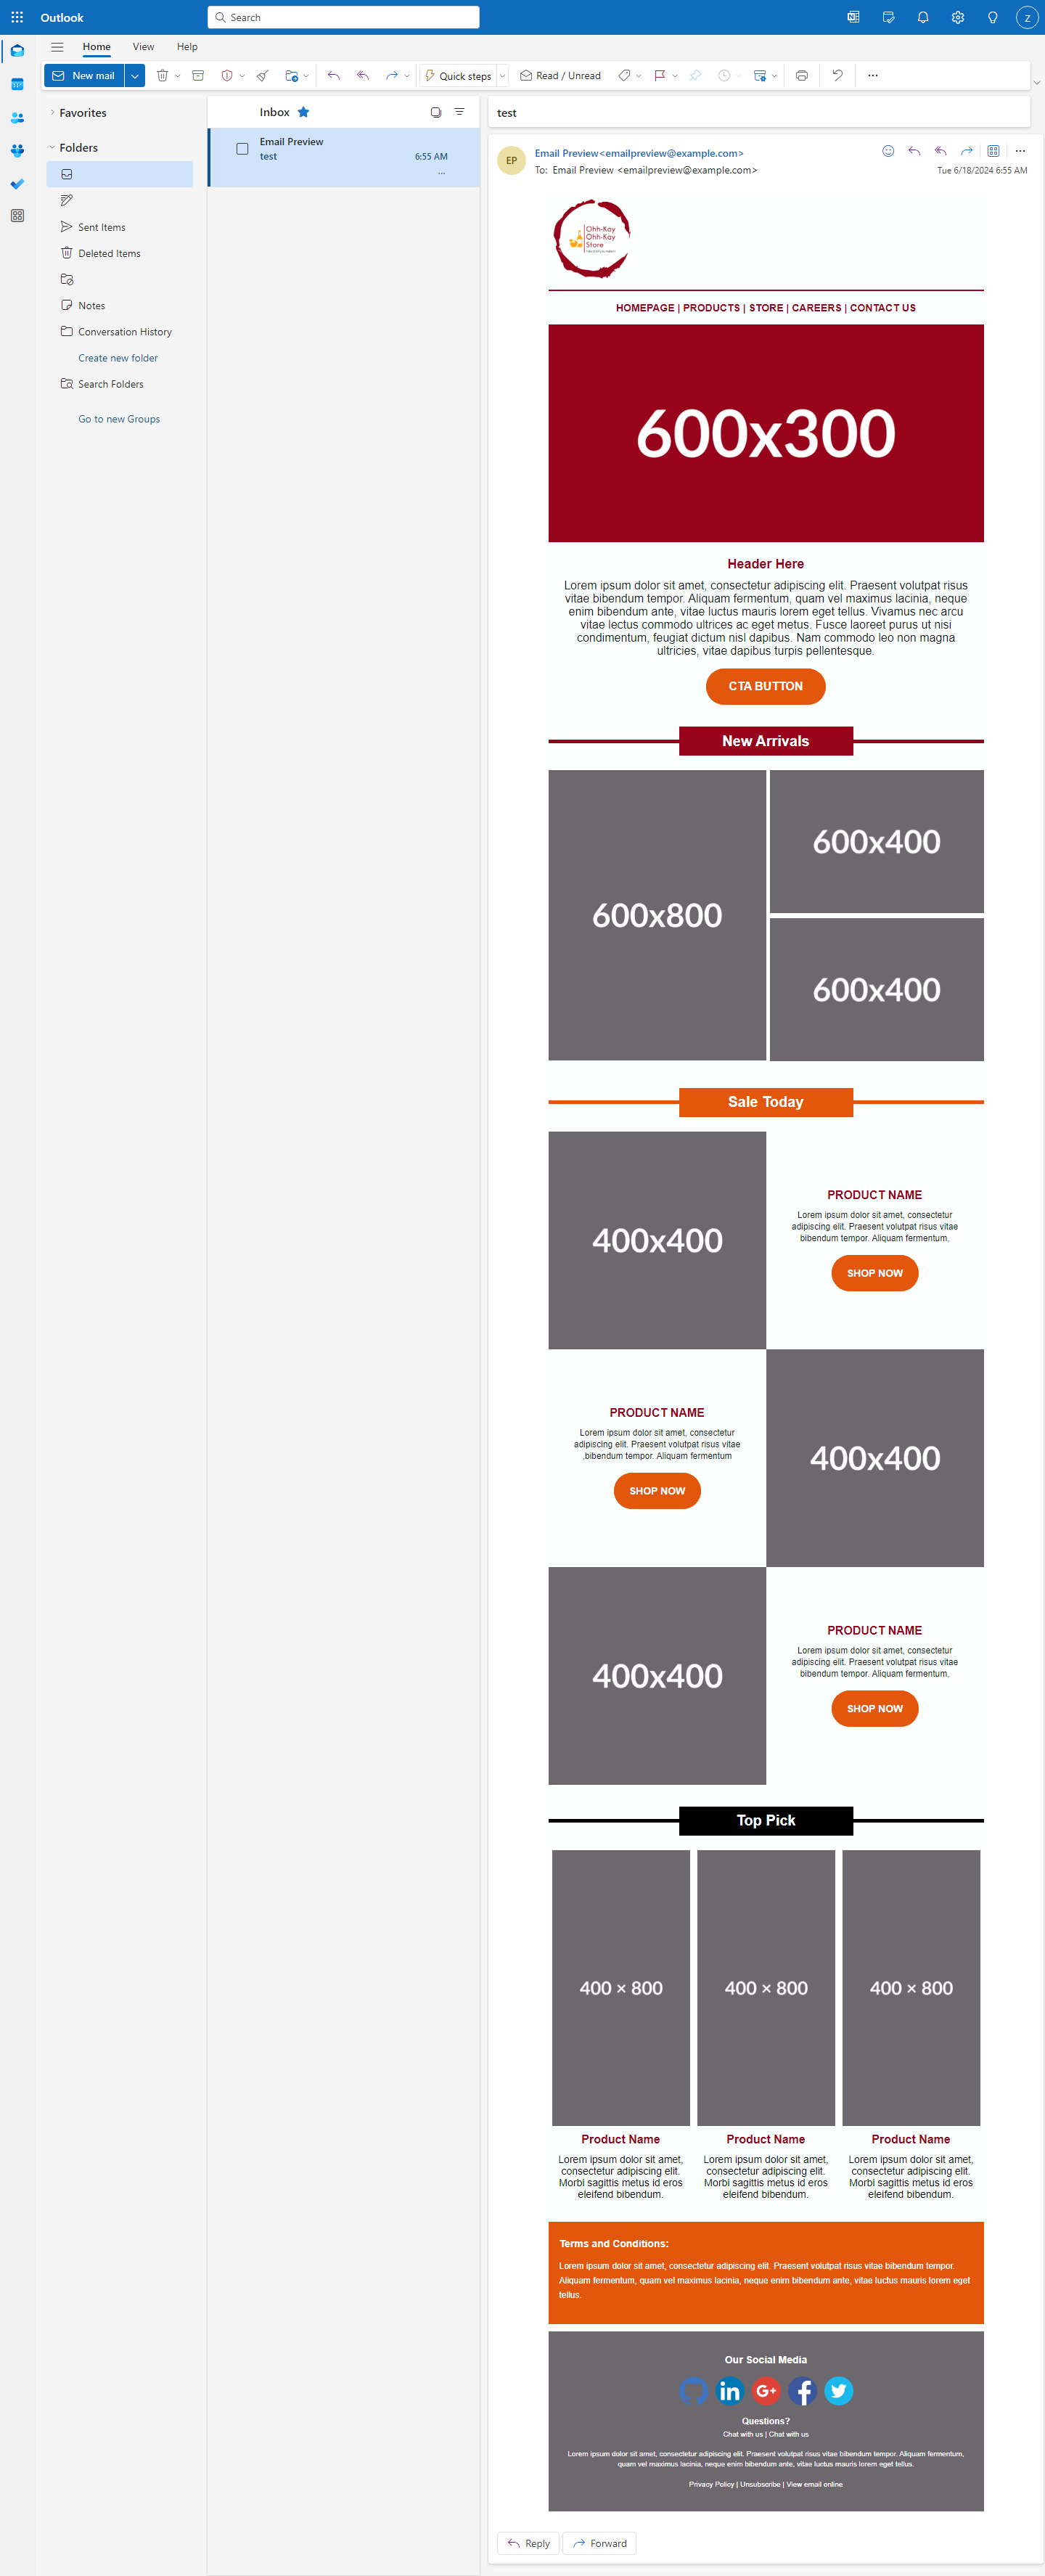 Outlook
Search
Z
Home
View
Help
New mail
Quick steps
Read / Unread
Favorites
Folders
Sent Items
Deleted Items
Notes
Conversation History
Create new folder
Search Folders
Go to new Groups
Inbox
Email Preview
test
6:55 AM
...
test
EP
Email Preview<emailpreview@example.com>
To: Email Preview <emailpreview@example.com>
Tue 6/18/2024 6:55 AM
Ohh-Kay
Ohh-Kay
Store
HOMEPAGE | PRODUCTS | STORE | CAREERS | CONTACT US
600x300
Header Here
Lorem ipsum dolor sit amet, consectetur adipiscing elit. Praesent volutpat risus
vitae bibendum tempor. Aliquam fermentum, quam vel maximus lacinia, neque
enim bibendum ante, vitae luctus mauris lorem eget tellus. Vivamus nec arcu
vitae lectus commodo ultrices ac eget metus. Fusce laoreet purus ut nisi
condimentum, feugiat dictum nisl dapibus. Nam commodo leo non magna
ultricies, vitae dapibus turpis pellentesque.
CTA BUTTON
New Arrivals
600x800
600x400
600x400
Sale Today
400x400
PRODUCT NAME
Lorem ipsum dolor sit amet, consectetur
adipiscing elit. Praesent volutpat risus vitae
bibendum tempor. Aliquam fermentum,
SHOP NOW
PRODUCT NAME
Lorem ipsum dolor sit amet, consectetur
adipiscing elit. Praesent volutpat risus vitae
,bibendum tempor. Aliquam fermentum
SHOP NOW
400x400
400x400
PRODUCT NAME
Lorem ipsum dolor sit amet, consectetur
adipiscing elit. Praesent volutpat risus vitae
bibendum tempor. Aliquam fermentum,
SHOP NOW
Top Pick
400 × 800
400 × 800
400 × 800
Product Name
Lorem ipsum dolor sit amet,
consectetur adipiscing elit.
Morbi sagittis metus id eros
eleifend bibendum.
Product Name
Lorem ipsum dolor sit amet,
consectetur adipiscing elit.
Morbi sagittis metus id eros
eleifend bibendum.
Product Name
Lorem ipsum dolor sit amet,
consectetur adipiscing elit.
Morbi sagittis metus id eros
eleifend bibendum.
Terms and Conditions:
Lorem ipsum dolor sit amet, consectetur adipiscing elit. Praesent volutpat risus vitae bibendum tempor.
Aliquam fermentum, quam vel maximus lacinia, neque enim bibendum ante, vitae luctus mauris lorem eget
tellus.
Our Social Media
in
G+
f
Questions?
Chat with us | Chat with us
Lorem ipsum dolor sit amet, consectetur adipiscing elit. Praesent volutpat risus vitae bibendum tempor. Aliquam fermentum,
quam vel maximus lacinia, neque enim bibendum ante, vitae luctus mauris lorem eget tellus.
Privacy Policy | Unsubscribe | View email online
Reply
Forward